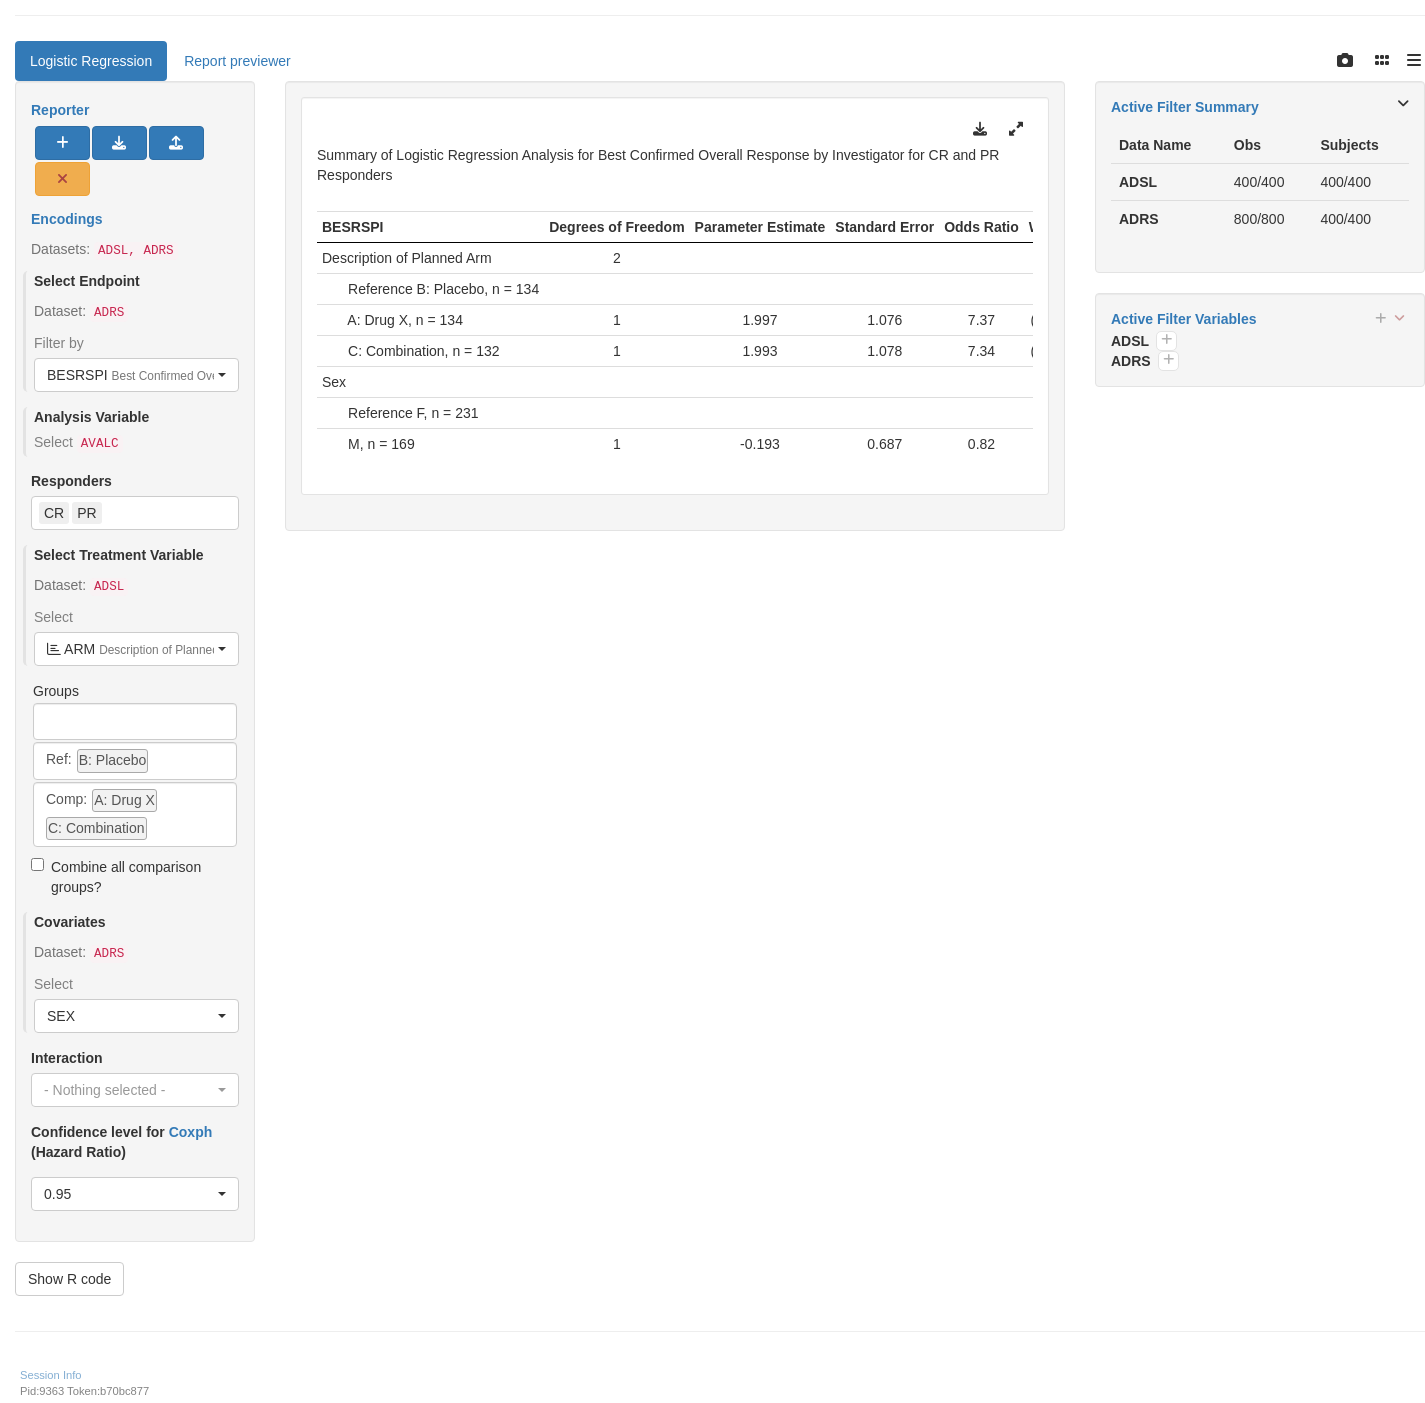 Logistic Regression
Report previewer
Reporter
Encodings
Datasets: ADSL, ADRS
Select Endpoint
Dataset: ADRS
Filter by
BESRSPI Best Confirmed Ove
Analysis Variable
Select AVALC
Responders
CR PR
Select Treatment Variable
Dataset: ADSL
Select
ARM Description of Planned
Groups
Ref: B: Placebo
Comp: A: Drug X
C: Combination
Combine all comparison
groups?
Covariates
Dataset: ADRS
Select
SEX
Interaction
- Nothing selected -
Confidence level for Coxph
(Hazard Ratio)
0.95
Show R code
Summary of Logistic Regression Analysis for Best Confirmed Overall Response by Investigator for CR and PR
Responders
BESRSPI Degrees of Freedom Parameter Estimate Standard Error Odds Ratio
Description of Planned Arm 2
Reference B: Placebo, n = 134
A: Drug X, n = 134 1 1.997 1.076 7.37 (
C: Combination, n = 132 1 1.993 1.078 7.34 (
Sex
Reference F, n = 231
M, n = 169 1 -0.193 0.687 0.82
Active Filter Summary
Data Name Obs Subjects
ADSL 400/400 400/400
ADRS 800/800 400/400
Active Filter Variables
ADSL
ADRS
Session Info
Pid:9363 Token:b70bc877